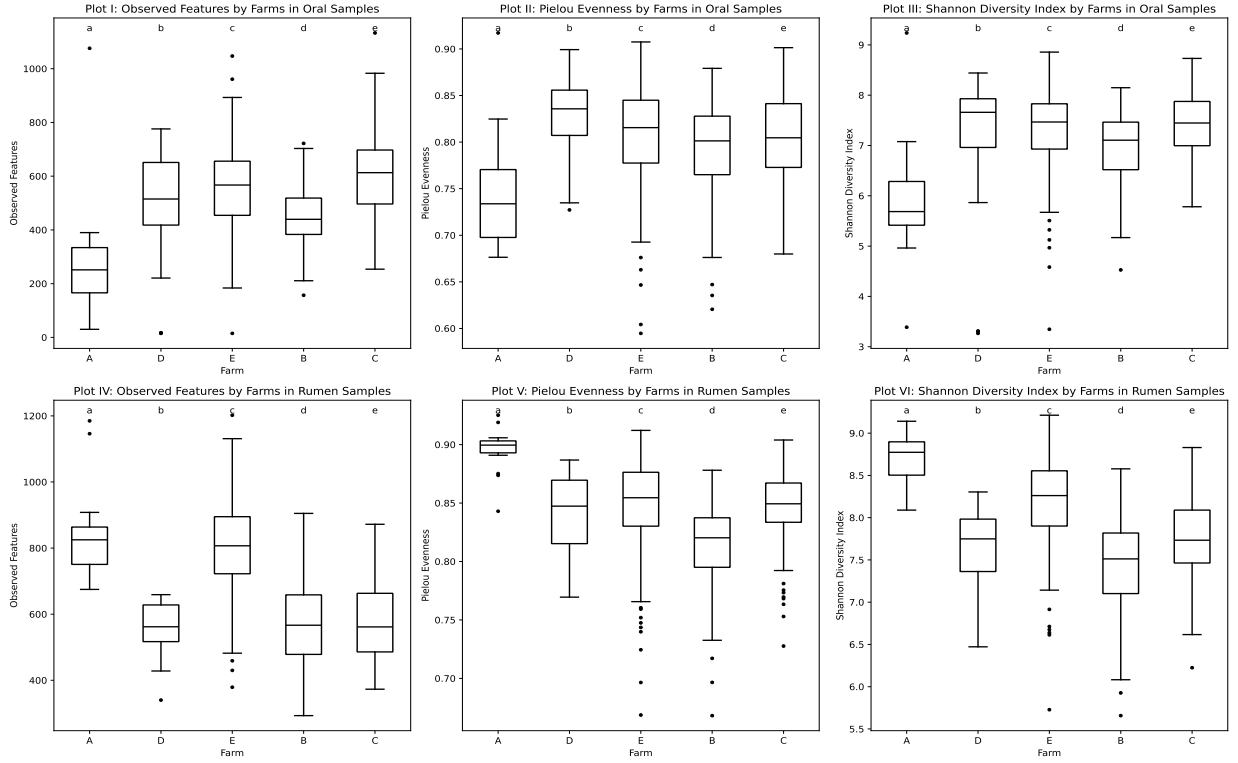 Plot I: Observed Features by Farms in Oral Samples
a b c d e
Observed Features
1000
800
600
400
200
0
A D E B C
Farm
Plot II: Pielou Evenness by Farms in Oral Samples
a b c d e
Pielou Evenness
0.90
0.85
0.80
0.75
0.70
0.65
0.60
A D E B C
Farm
Plot III: Shannon Diversity Index by Farms in Oral Samples
a b c d e
Shannon Diversity Index
9
8
7
6
5
4
3
A D E B C
Farm
Plot IV: Observed Features by Farms in Rumen Samples
a b c d e
Observed Features
1200
1000
800
600
400
A D E B C
Farm
Plot V: Pielou Evenness by Farms in Rumen Samples
a b c d e
Pielou Evenness
0.90
0.85
0.80
0.75
0.70
A D E B C
Farm
Plot VI: Shannon Diversity Index by Farms in Rumen Samples
a b c d e
Shannon Diversity Index
9.0
8.5
8.0
7.5
7.0
6.5
6.0
5.5
A D E B C
Farm